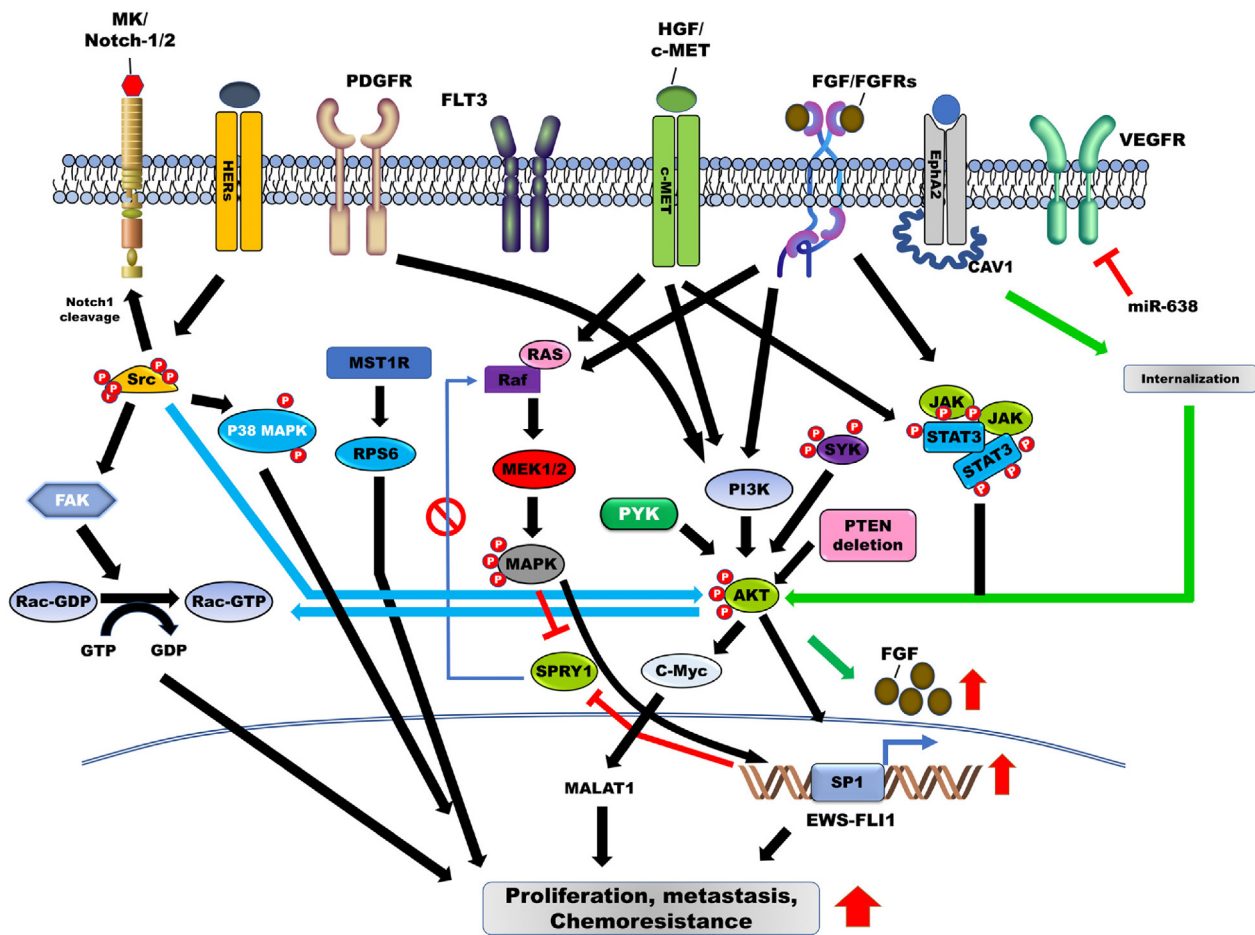 MK/
Notch-1/2
HGF/
c-MET
PDGFR
FLT3
FGF/FGFRs
VEGFR
HERs
c-MET
EphA2
CAV1
miR-638
Notch1
cleavage
Internalization
MST1R
RAS
Raf
JAK
JAK
P
P
P
P
Src
P
P38 MAPK
P
RPS6
MEK1/2
P
P
SYK
P
P
P
STAT3
P
STAT3
P
P
FAK
PI3K
PYK
PTEN
deletion
P
P
P
MAPK
Rac-GDP
Rac-GTP
P
P
P
AKT
GTP
GDP
SPRY1
C-Myc
FGF
MALAT1
SP1
EWS-FLI1
Proliferation, metastasis,
Chemoresistance